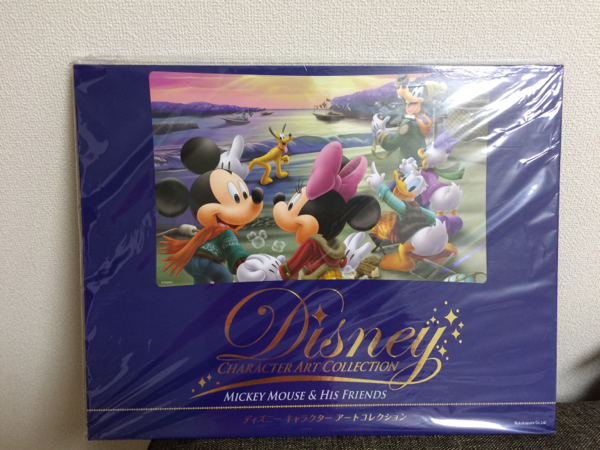 Disney
CHARACTER ART COLLECTION
MICKEY MOUSE & HIS FRIENDS
ディズニー キャラクター アートコレクション